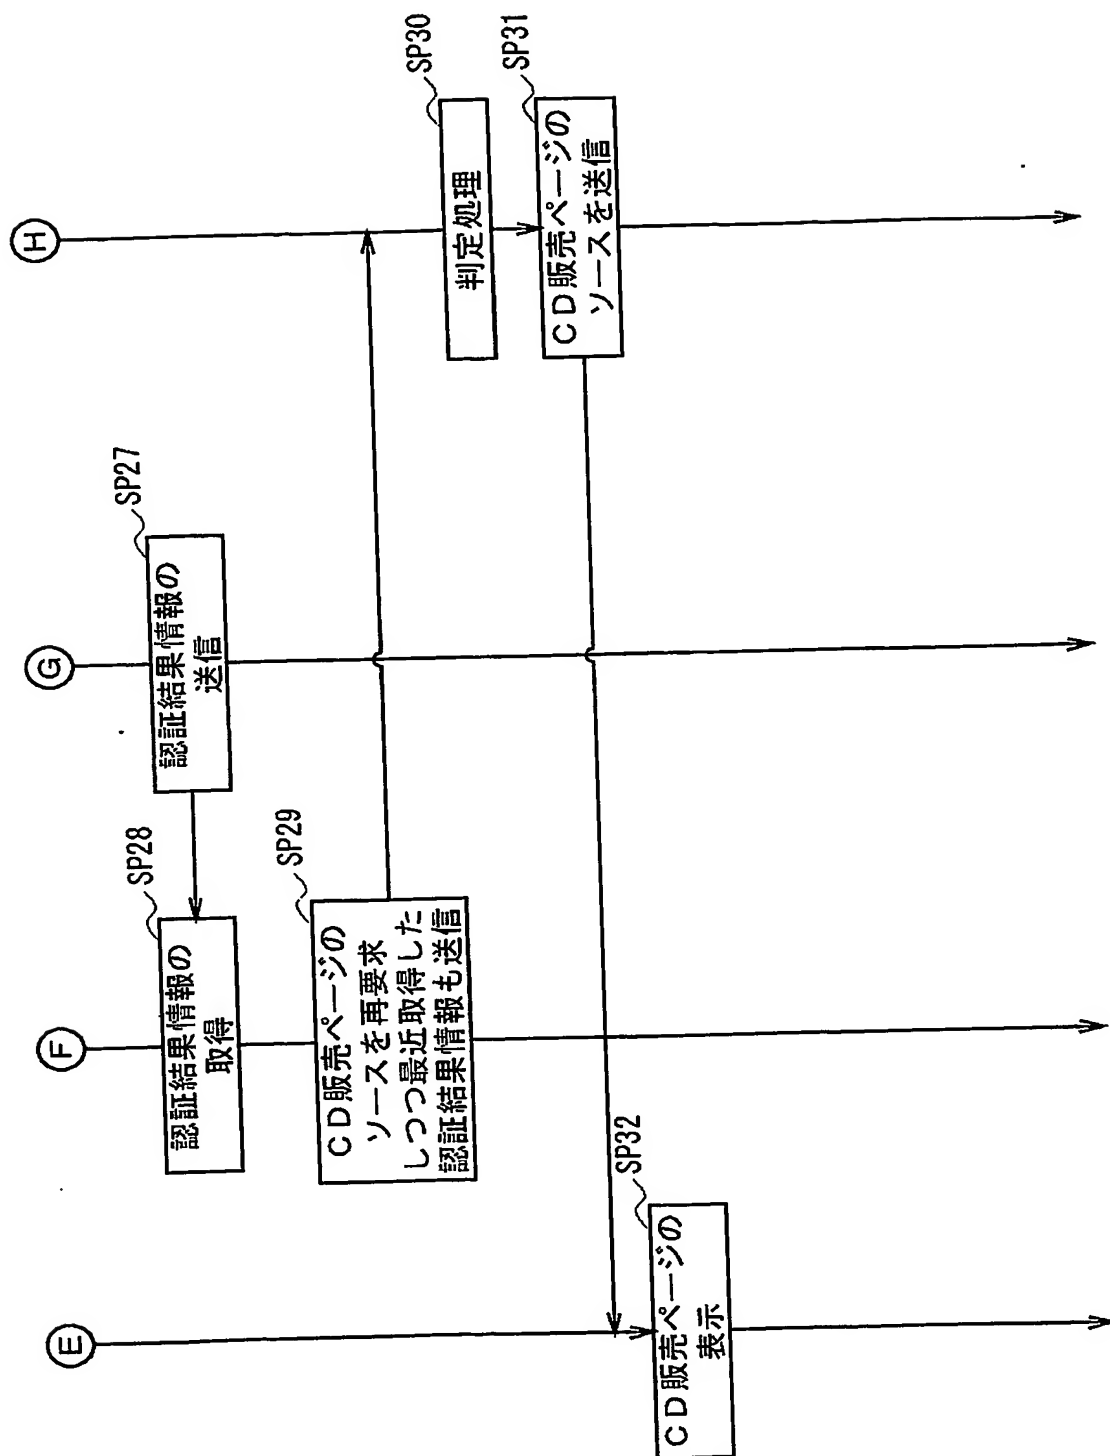 E
F
G
H
SP27
認証結果情報の
送信
SP28
認証結果情報の
取得
SP29
CD販売ページの
ソースを再要求
しつつ最近取得した
認証結果情報も送信
SP30
判定処理
SP31
CD販売ページの
ソースを送信
SP32
CD販売ページの
表示